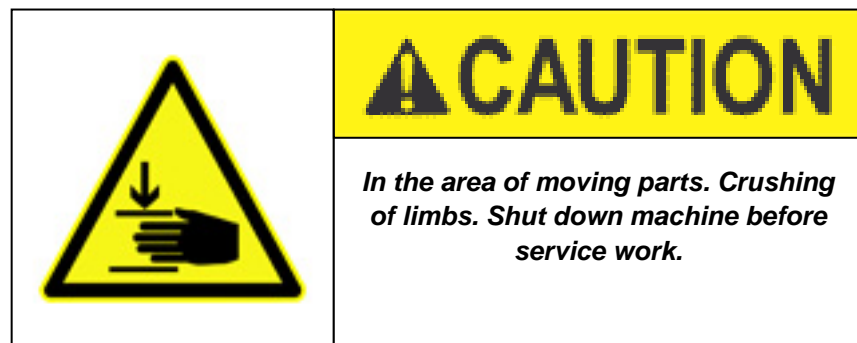 CAUTION
In the area of moving parts. Crushing
of limbs. Shut down machine before
service work.